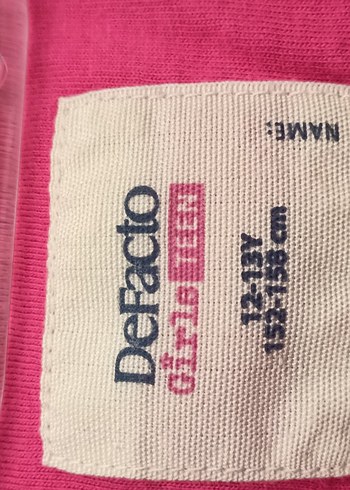 DeFacto
Girls TEEN
12-13Y
152-158 cm
NAME: